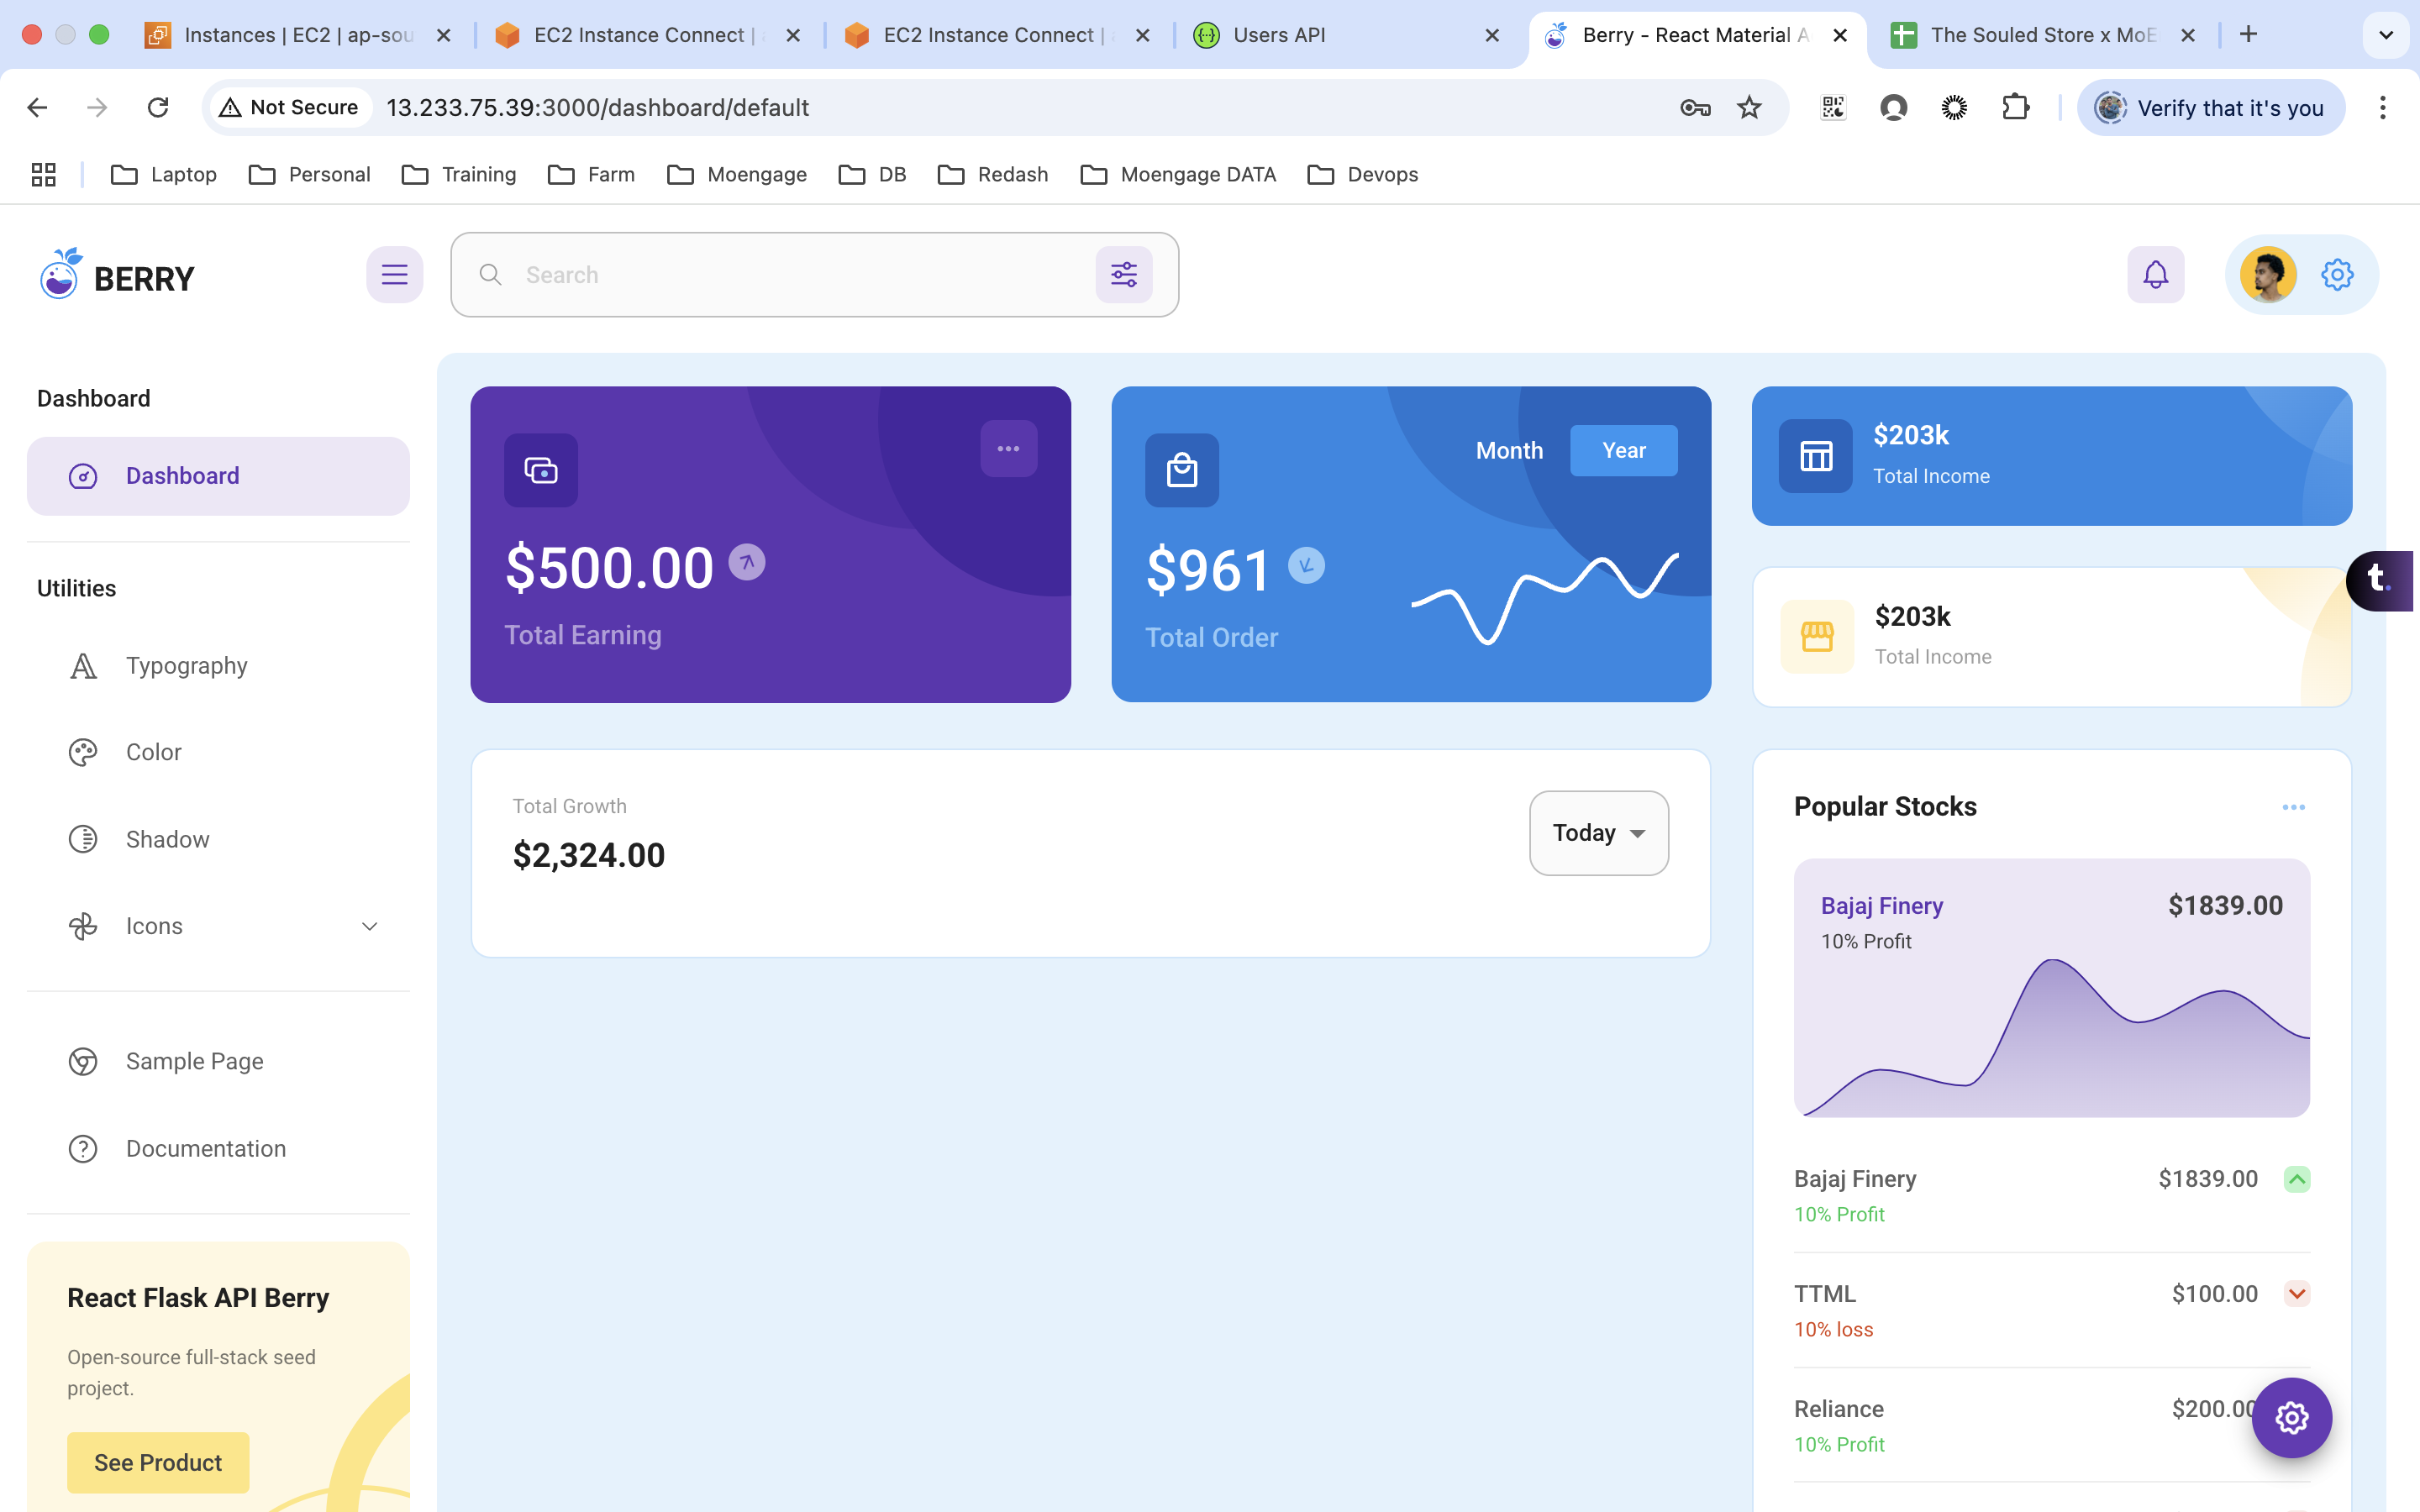 Instances | EC2 | ap-sou
EC2 Instance Connect |
EC2 Instance Connect |
Users API
Berry - React Material A
The Souled Store x MoE
Not Secure
13.233.75.39:3000/dashboard/default
Verify that it's you
Laptop
Personal
Training
Farm
Moengage
DB
Redash
Moengage DATA
Devops
BERRY
Search
Dashboard
Dashboard
Utilities
Typography
Color
Shadow
Icons
Sample Page
Documentation
React Flask API Berry
Open-source full-stack seed
project.
See Product
$500.00
Total Earning
Month
Year
$961
Total Order
$203k
Total Income
$203k
Total Income
t.
Total Growth
$2,324.00
Today
Popular Stocks
Bajaj Finery
$1839.00
10% Profit
Bajaj Finery
$1839.00
10% Profit
TTML
$100.00
10% loss
Reliance
$200.00
10% Profit